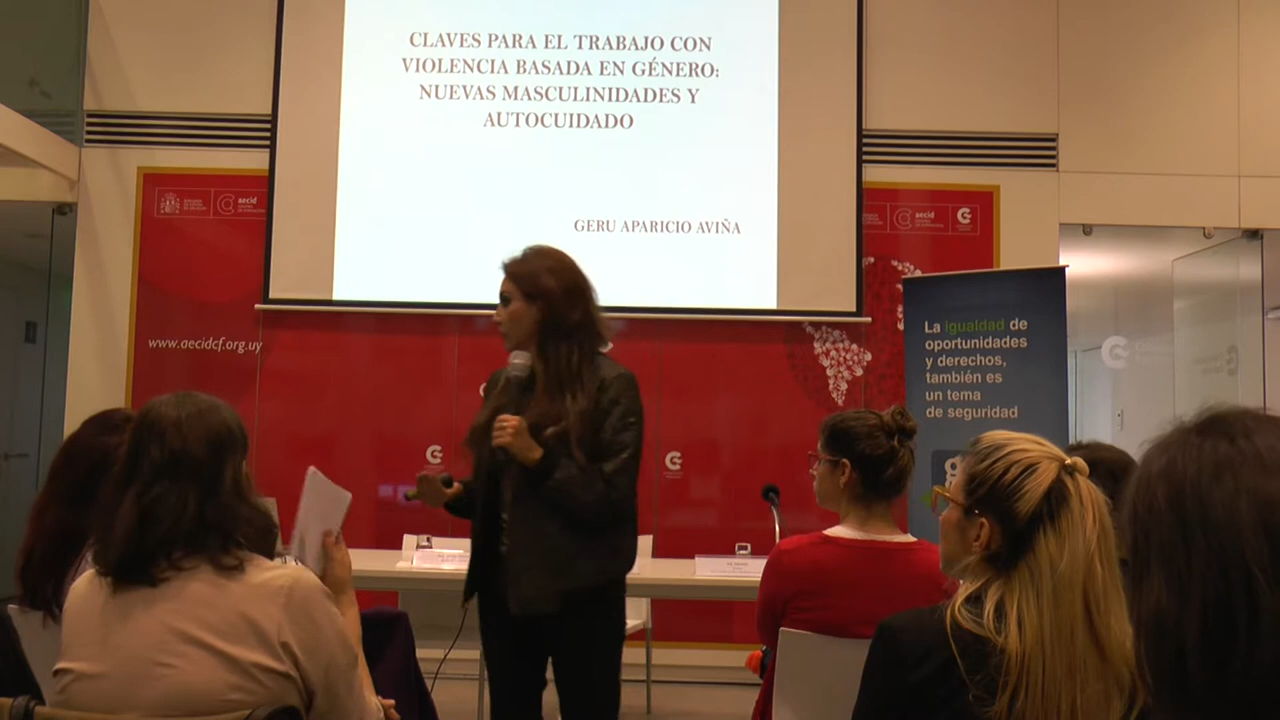 CLAVES PARA EL TRABAJO CON
VIOLENCIA BASADA EN GÉNERO:
NUEVAS MASCULINIDADES Y
AUTOCUIDADO
GERU APARICIO AVIÑA
aecid
www.aecidcf.org.uy
aecid
La igualdad de
oportunidades
y derechos,
también es
un tema
de seguridad